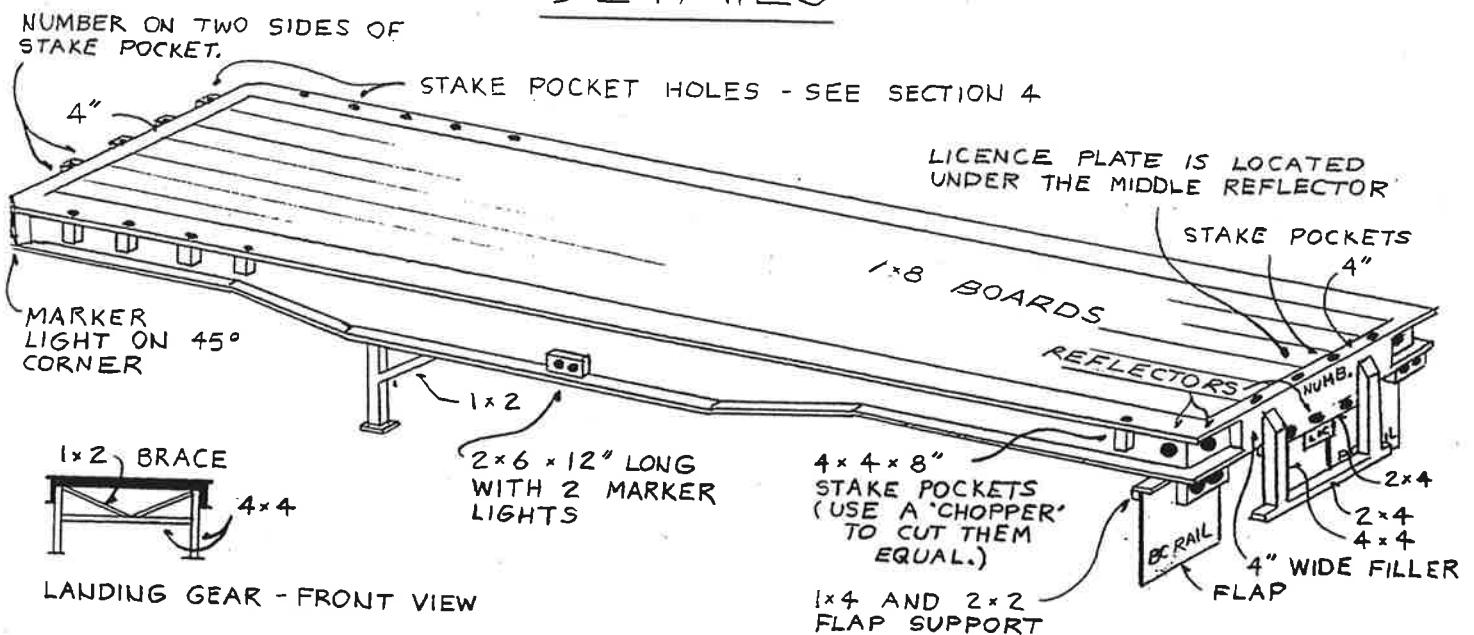 DETAILS
NUMBER ON TWO SIDES OF
STAKE POCKET.
STAKE POCKET HOLES - SEE SECTION 4
4"
LICENCE PLATE IS LOCATED
UNDER THE MIDDLE REFLECTOR
STAKE POCKETS
4"
1×8 BOARDS
MARKER
LIGHT ON 45°
CORNER
REFLECTORS
NUMB.
LIC
1×2
1×2 BRACE
4×4
LANDING GEAR - FRONT VIEW
2×6 ×12" LONG
WITH 2 MARKER
LIGHTS
4×4×8"
STAKE POCKETS
(USE A 'CHOPPER'
TO CUT THEM
EQUAL.)
2×4
2×4
4×4
4" WIDE FILLER
BC RAIL
FLAP
1×4 AND 2×2
FLAP SUPPORT